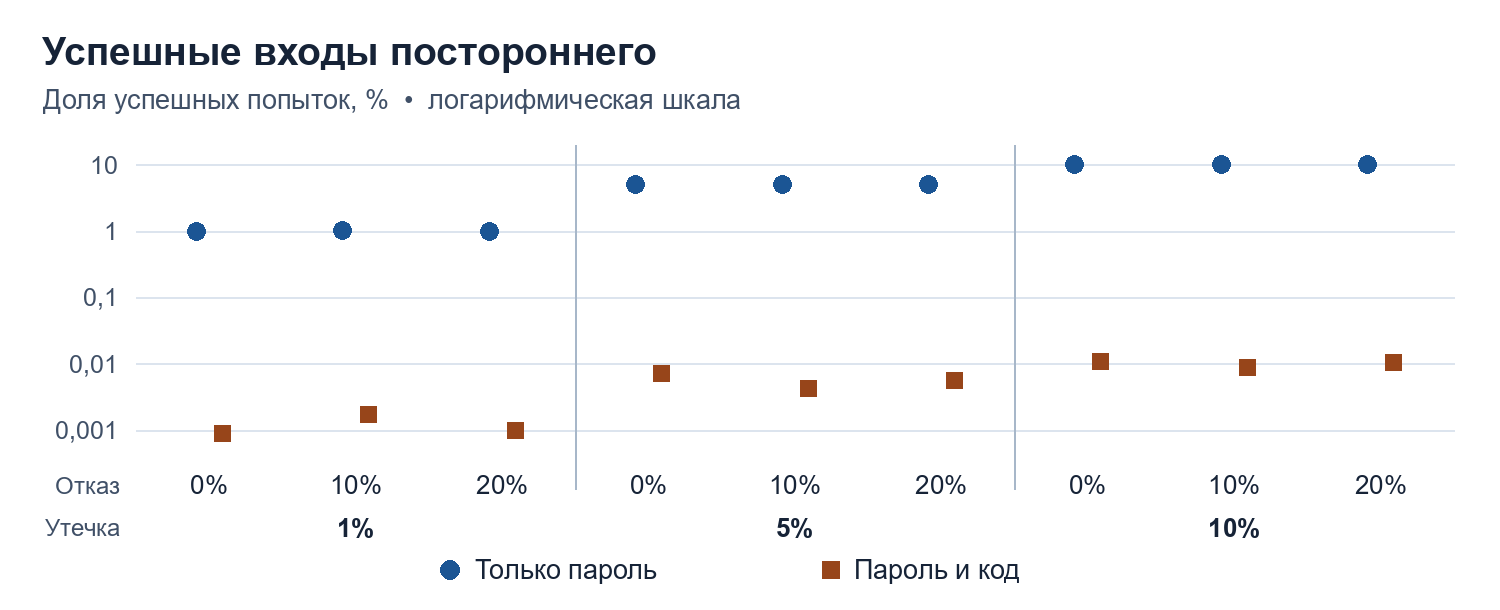 Успешные входы постороннего
Доля успешных попыток, % • логарифмическая шкала
10
1
0,1
0,01
0,001
Отказ 0% 10% 20% 0% 10% 20% 0% 10% 20%
Утечка 1% 5% 10%
Только пароль Пароль и код